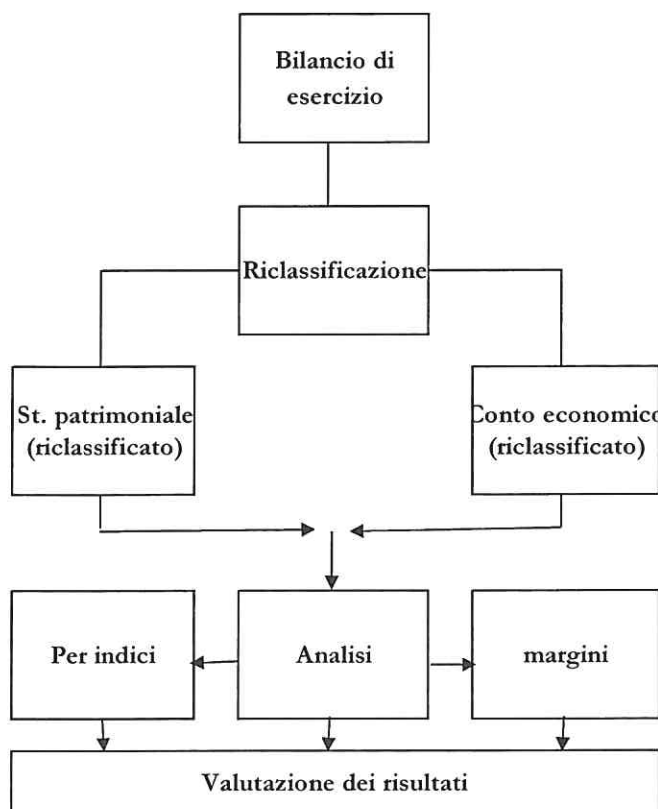 Bilancio di
esercizio
Riclassificazione
St. patrimoniale
(riclassificato)
Conto economico
(riclassificato)
Per indici
Analisi
margini
Valutazione dei risultati